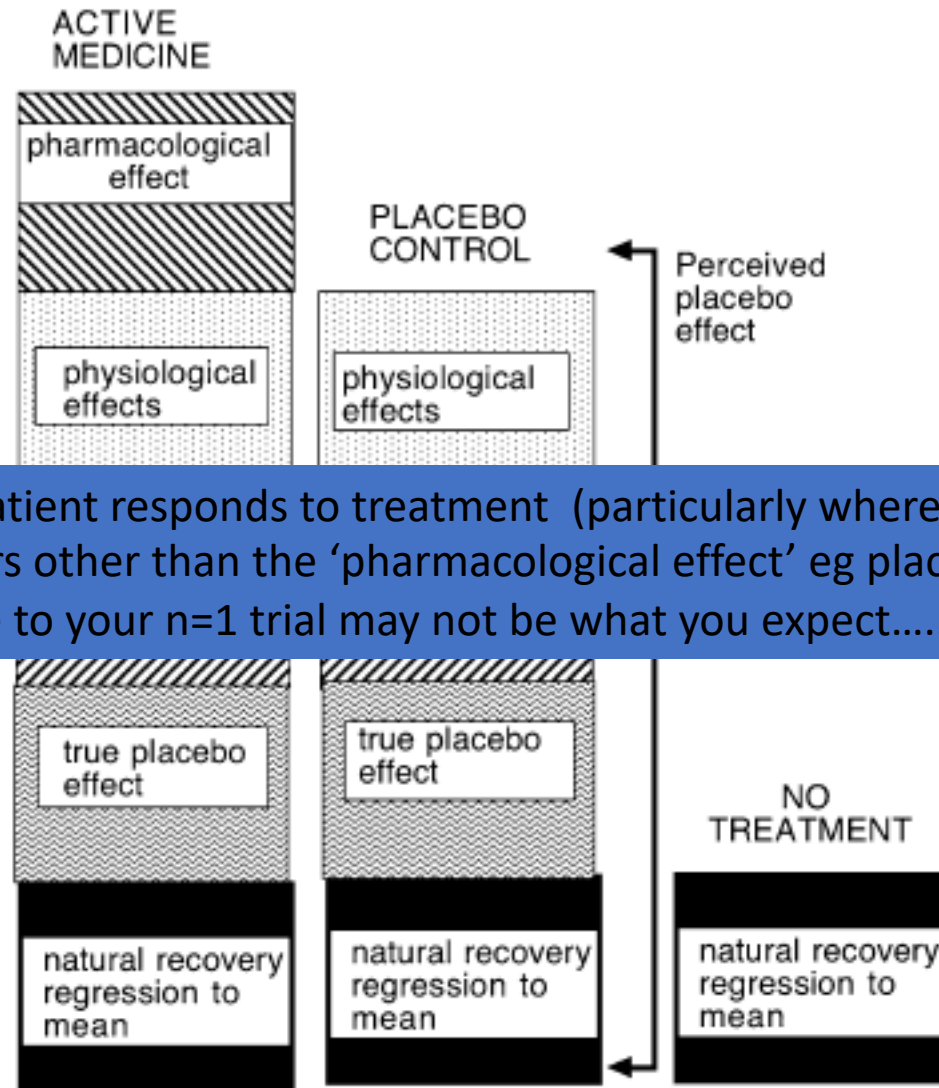 ACTIVE
MEDICINE
pharmacological
effect
PLACEBO
CONTROL
Perceived
placebo
effect
physiological
effects
physiological
effects
responds to treatment (particularly where
other than the ‘pharmacological effect’ eg
to your n=1 trial may not be what you expect....
true placebo
effect
true placebo
effect
NO
TREATMENT
natural recovery
regression to
mean
natural recovery
regression to
mean
natural recovery
regression to
mean